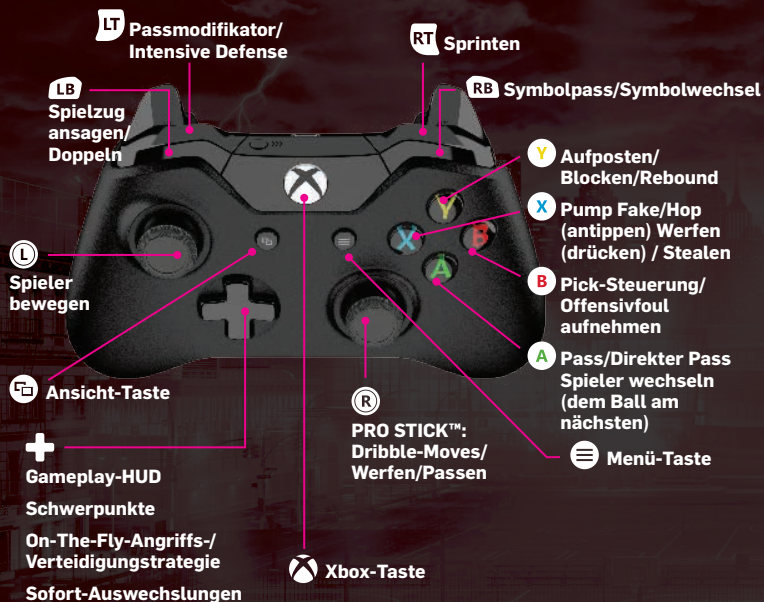 LT Passmodifikator/
Intensive Defense
RT Sprinten
LB
Spielzug
ansagen/
Doppeln
RB Symbolpass/Symbolwechsel
Y Aufposten/
Blocken/Rebound
X Pump Fake/Hop
(antippen) Werfen
(drücken) / Stealen
B Pick-Steuerung/
Offensivfoul
aufnehmen
A Pass/Direkter Pass
Spieler wechseln
(dem Ball am
nächsten)
L
Spieler
bewegen
Y
X
B
A
Ansicht-Taste
R
PRO STICK™:
Dribble-Moves/
Werfen/Passen
Menü-Taste
Gameplay-HUD
Schwerpunkte
On-The-Fly-Angriffs-/
Verteidigungstrategie
Sofort-Auswechslungen
Xbox-Taste